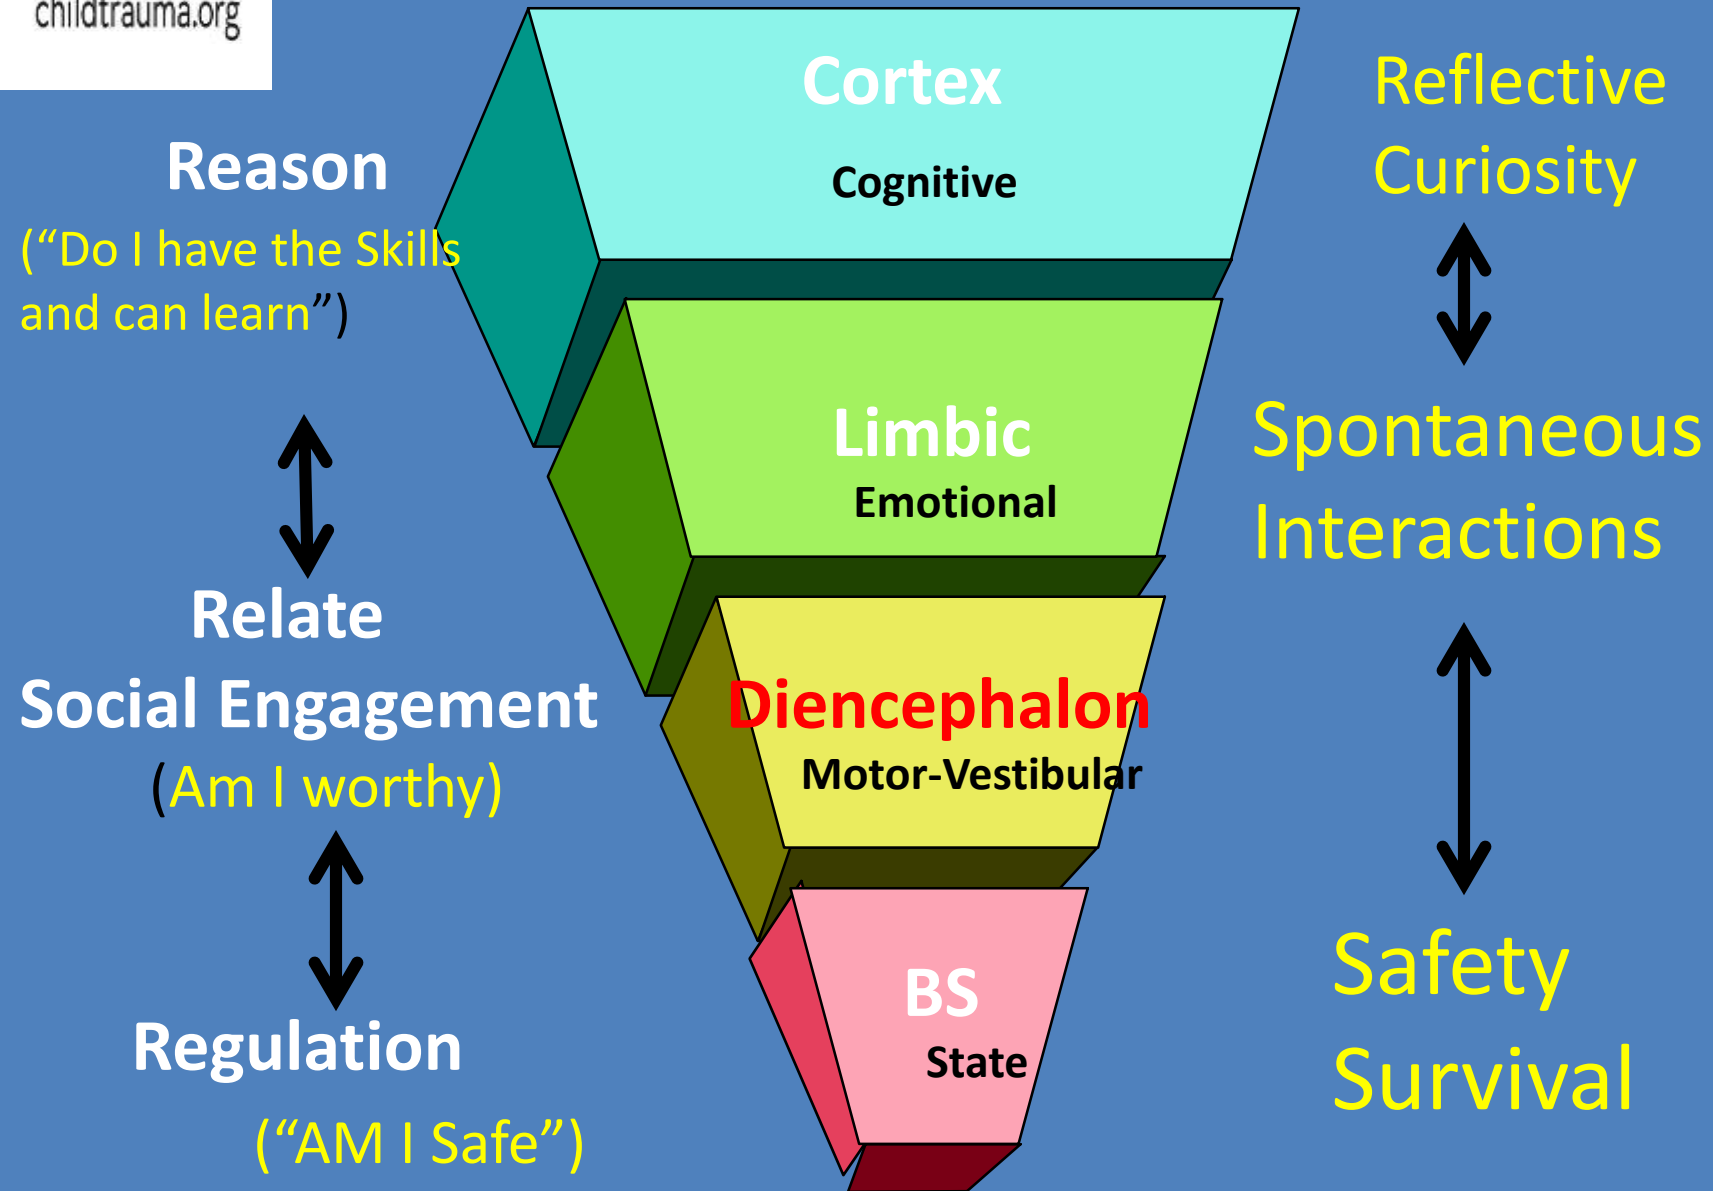 childtrauma.org
Reason
(“Do I have the Skills
and can learn”)
Relate
Social Engagement
(Am I worthy)
Regulation
(“AM I Safe”)
Cortex
Cognitive
Limbic
Emotional
Diencephalon
Motor-Vestibular
BS
State
Reflective
Curiosity
Spontaneous
Interactions
Safety
Survival